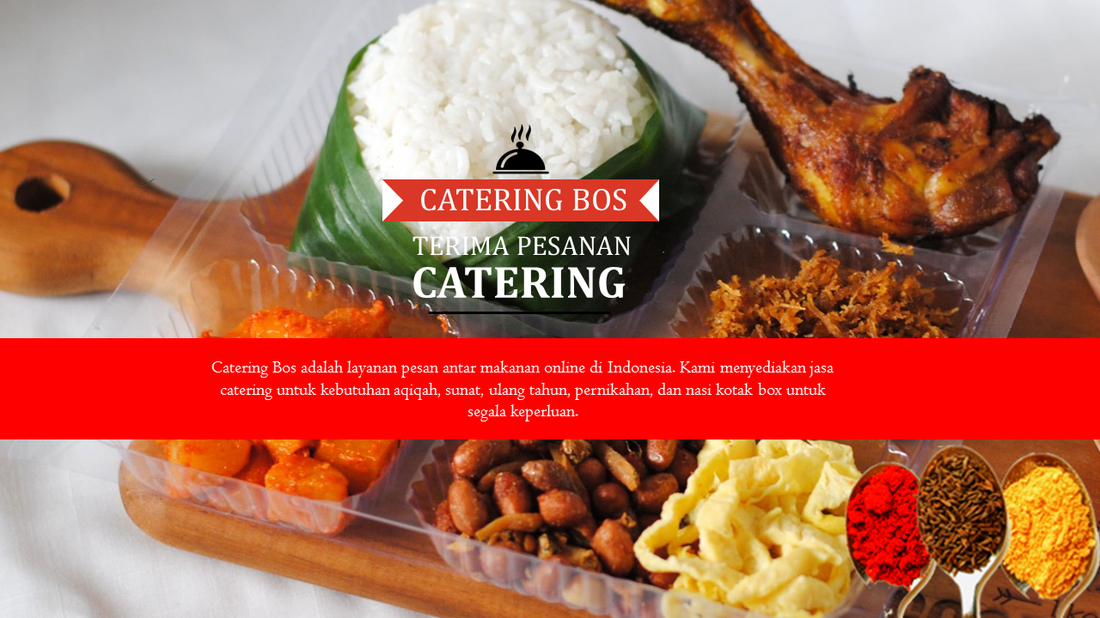 CATERING BOS
TERIMA PESANAN
CATERING
Catering Bos adalah layanan pesan antar makanan online di Indonesia. Kami menyediakan jasa
catering untuk kebutuhan aqiqah, sunat, ulang tahun, pernikahan, dan nasi kotak box untuk
segala keperluan.